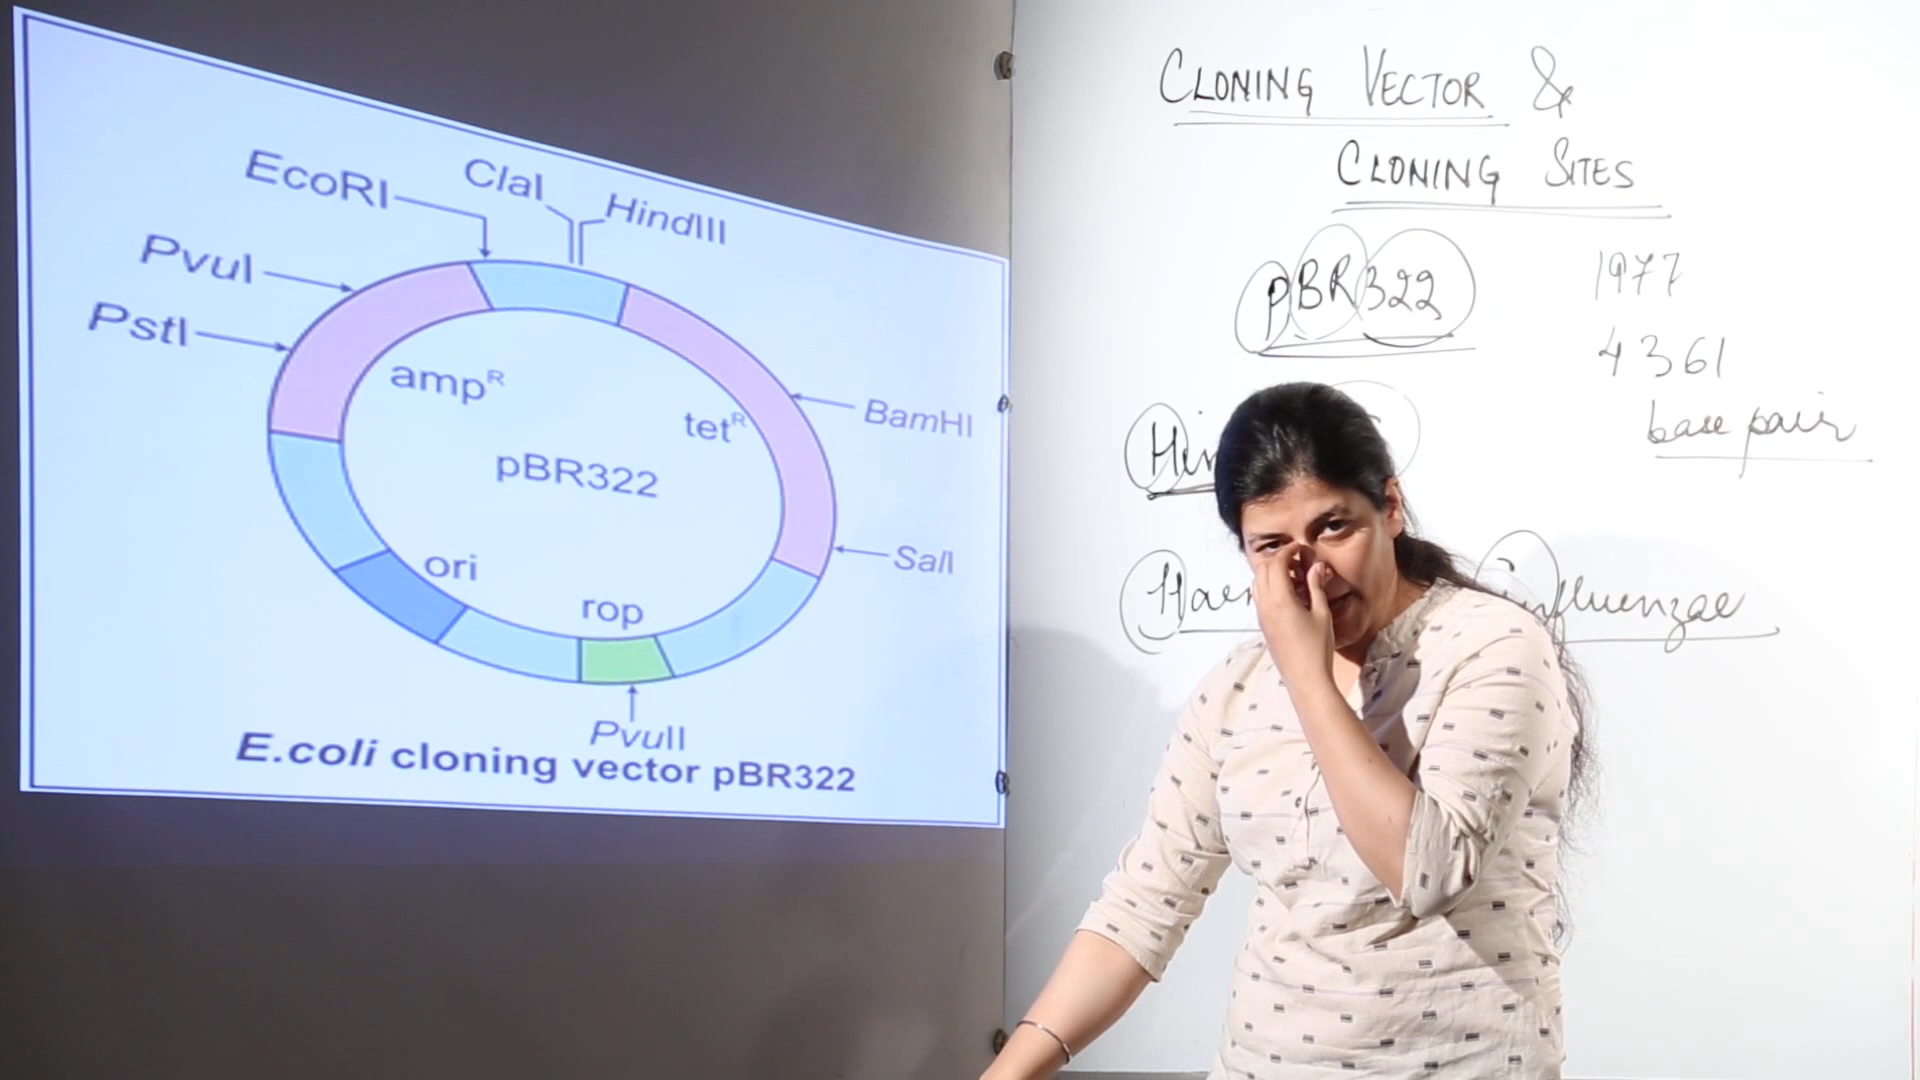 EcoRI
ClaI
HindIII
PvuI
PstI
ampᴿ
tetᴿ
BamHI
pBR322
SalI
ori
rop
PvuII
E.coli cloning vector pBR322
CLONING VECTOR &
CLONING SITES
pBR322
1977
4361
base pair
influenzae